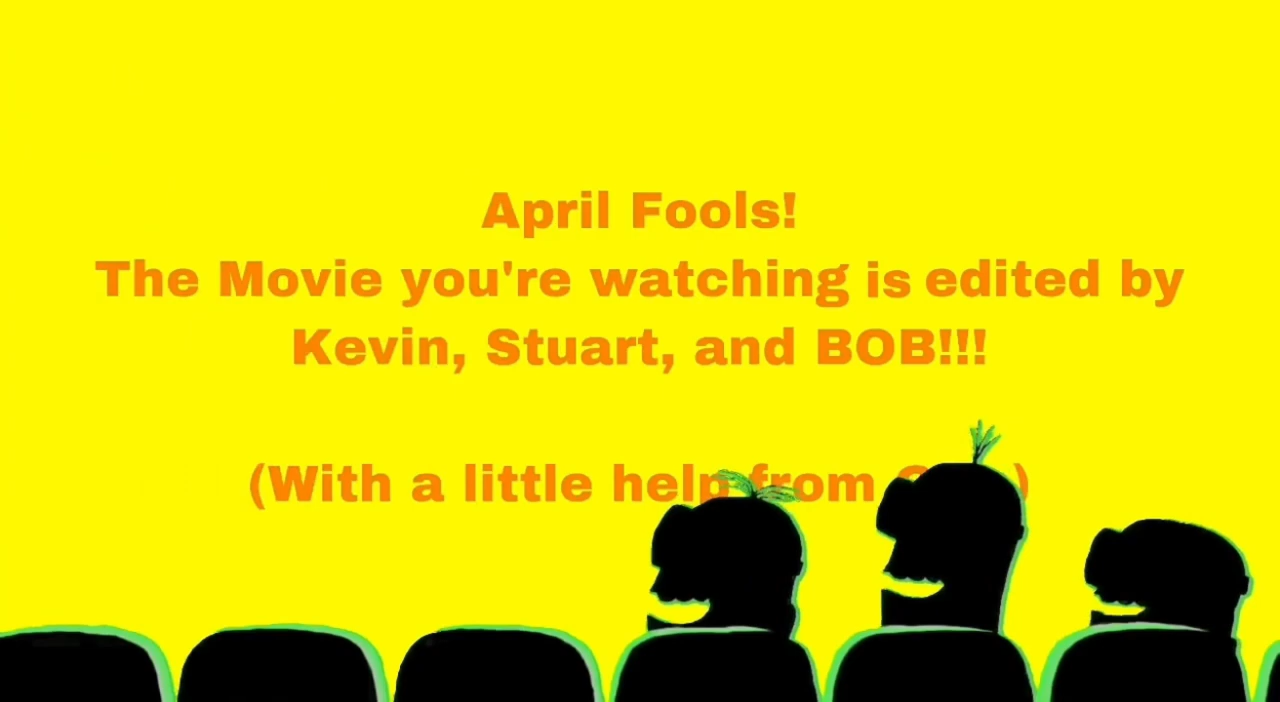 April Fools!
The Movie you're watching is edited by
Kevin, Stuart, and BOB!!!
(With a little help from )